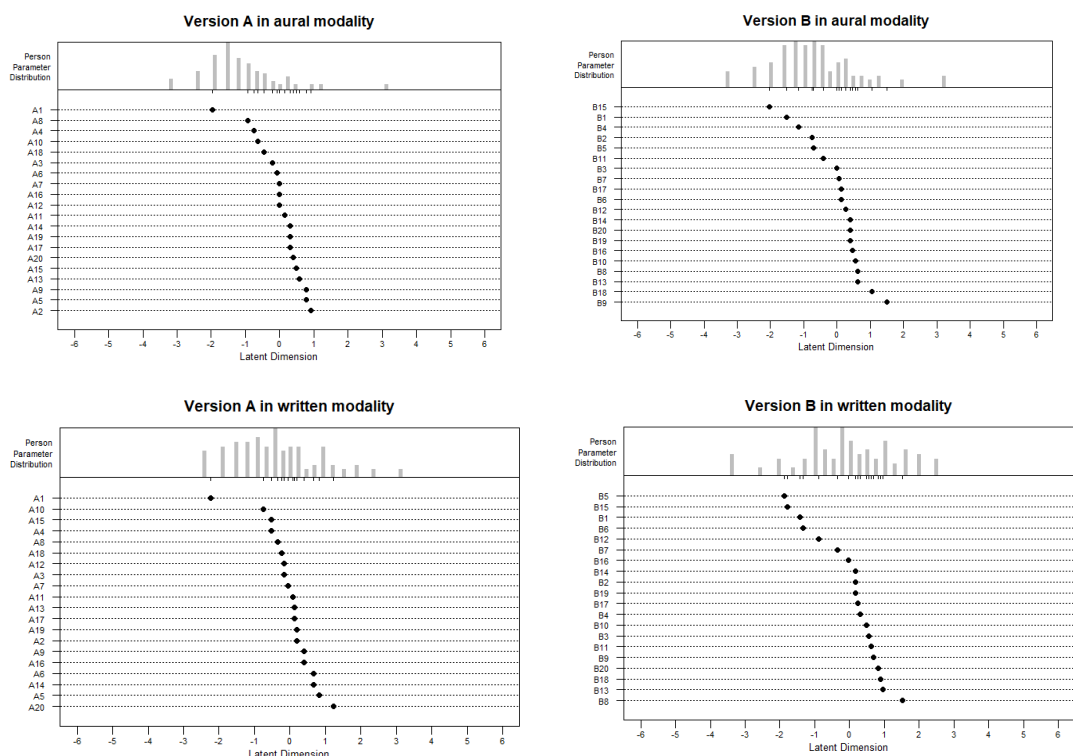 Version A in aural modality
Person
Parameter
Distribution
A1
A8
A4
A10
A18
A3
A6
A7
A16
A12
A11
A14
A19
A17
A20
A15
A13
A9
A5
A2
-6 -5 -4 -3 -2 -1 0 1 2 3 4 5 6
Latent Dimension
Version B in aural modality
Person
Parameter
Distribution
B15
B1
B4
B2
B5
B11
B3
B7
B17
B6
B12
B14
B20
B19
B16
B10
B8
B13
B18
B9
-6 -5 -4 -3 -2 -1 0 1 2 3 4 5 6
Latent Dimension
Version A in written modality
Person
Parameter
Distribution
A1
A10
A15
A4
A8
A18
A12
A3
A7
A11
A13
A17
A19
A2
A9
A16
A6
A14
A5
A20
-6 -5 -4 -3 -2 -1 0 1 2 3 4 5 6
Latent Dimension
Version B in written modality
Person
Parameter
Distribution
B5
B15
B1
B6
B12
B7
B16
B14
B2
B19
B17
B4
B10
B3
B11
B9
B20
B18
B13
B8
-6 -5 -4 -3 -2 -1 0 1 2 3 4 5 6
Latent Dimension